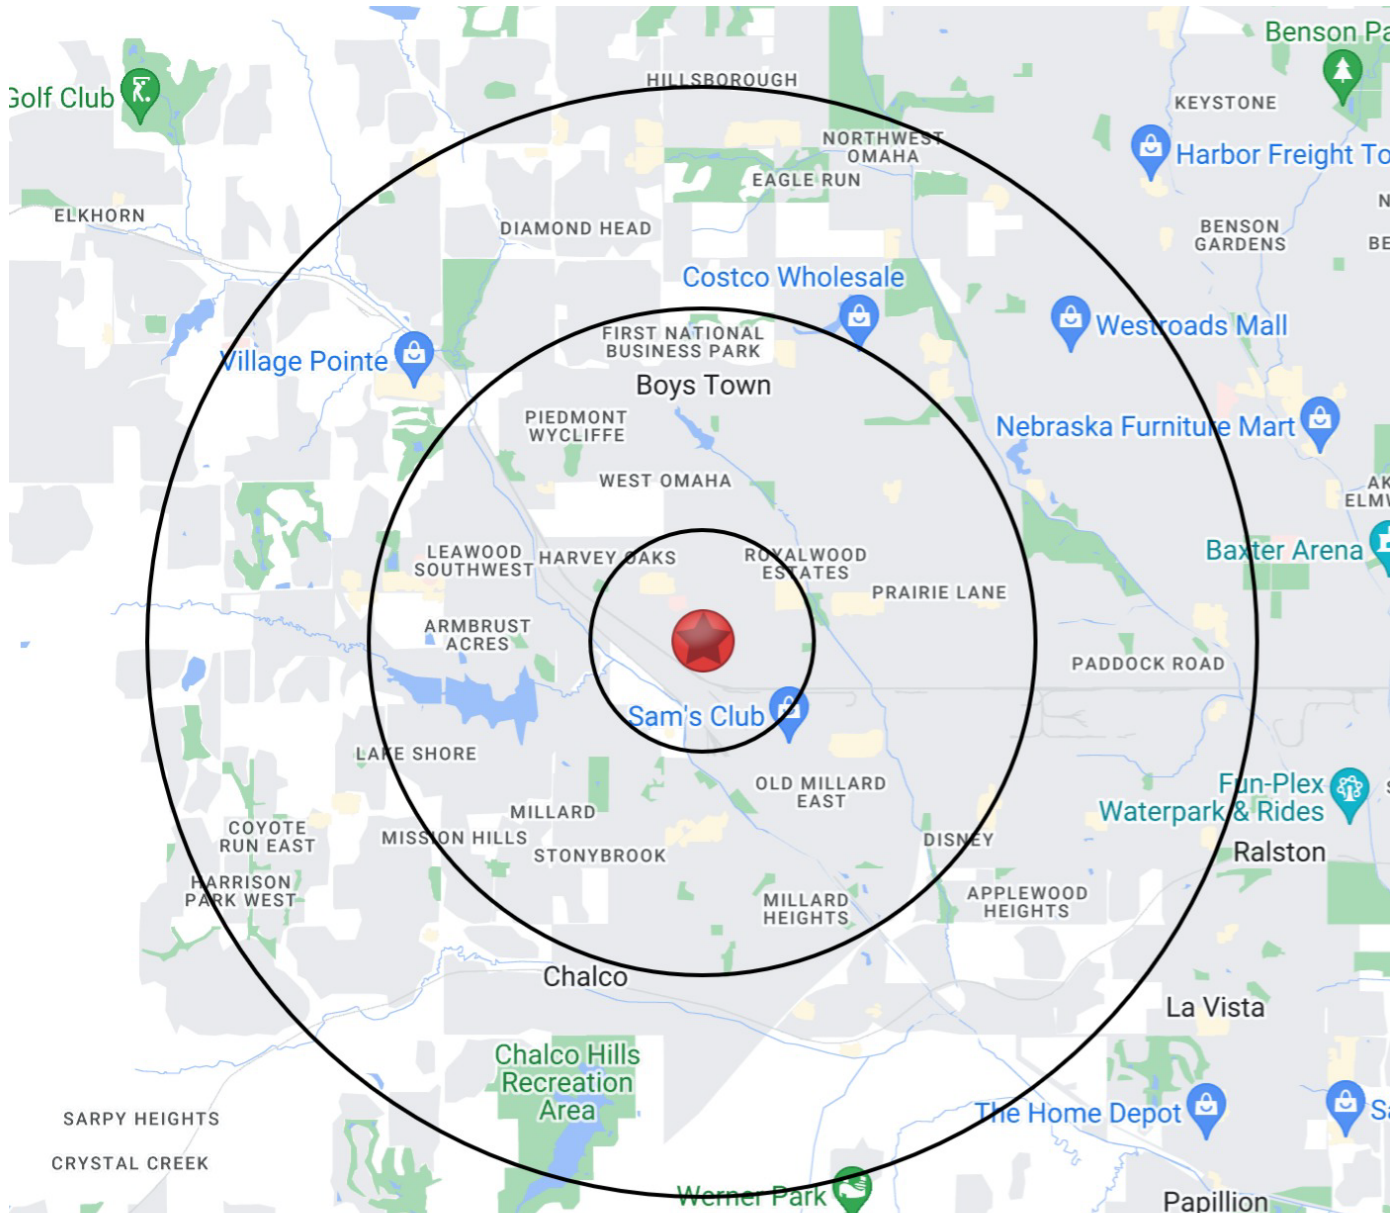 Benson Pa
HILLSBOROUGH
Golf Club
KEYSTONE
NORTHWEST
OMAHA
Harbor Freight To
EAGLE RUN
N
ELKHORN
DIAMOND HEAD
BENSON
GARDENS
BE
Costco Wholesale
FIRST NATIONAL
BUSINESS PARK
Westroads Mall
Village Pointe
Boys Town
PIEDMONT
WYCLIFFE
Nebraska Furniture Mart
WEST OMAHA
AK
ELMW
LEAWOOD
SOUTHWEST
HARVEY OAKS
ROYALWOOD
ESTATES
Baxter Arena
PRAIRIE LANE
ARMBRUST
ACRES
PADDOCK ROAD
Sam's Club
LAKE SHORE
OLD MILLARD
EAST
Fun-Plex
Waterpark & Rides
S
MILLARD
COYOTE
RUN EAST
MISSION HILLS
STONYBROOK
DISNEY
Ralston
HARRISON
PARK WEST
MILLARD
HEIGHTS
APPLEWOOD
HEIGHTS
Chalco
La Vista
Chalco Hills
Recreation
Area
SARPY HEIGHTS
The Home Depot
Sa
CRYSTAL CREEK
Werner Park
Papillion